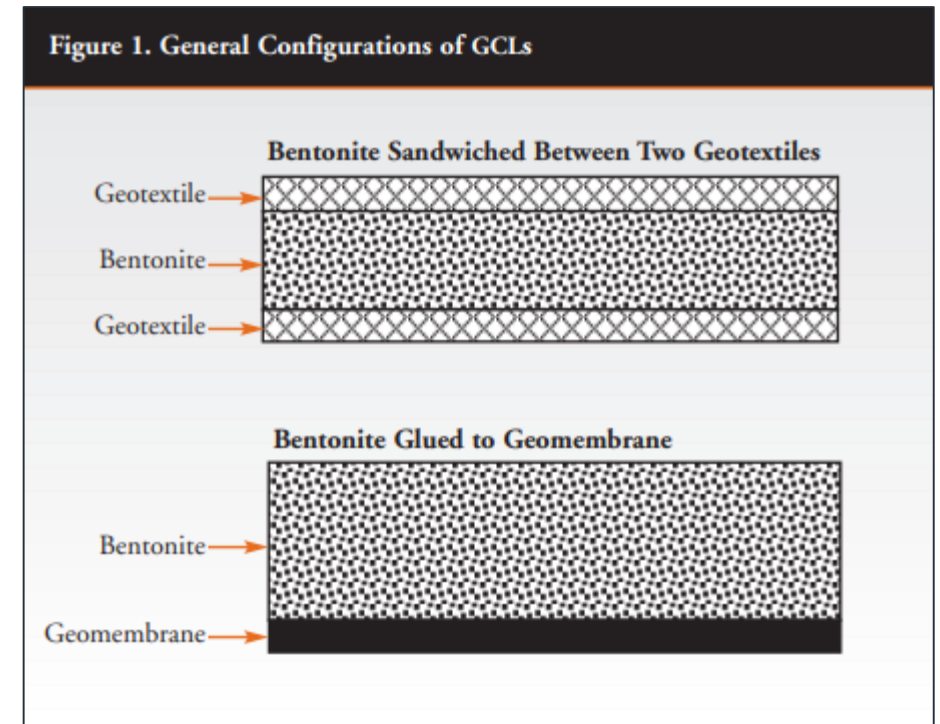 Figure 1. General Configurations of GCLs
Bentonite Sandwiched Between Two Geotextiles
Geotextile
Bentonite
Geotextile
Bentonite Glued to Geomembrane
Bentonite
Geomembrane